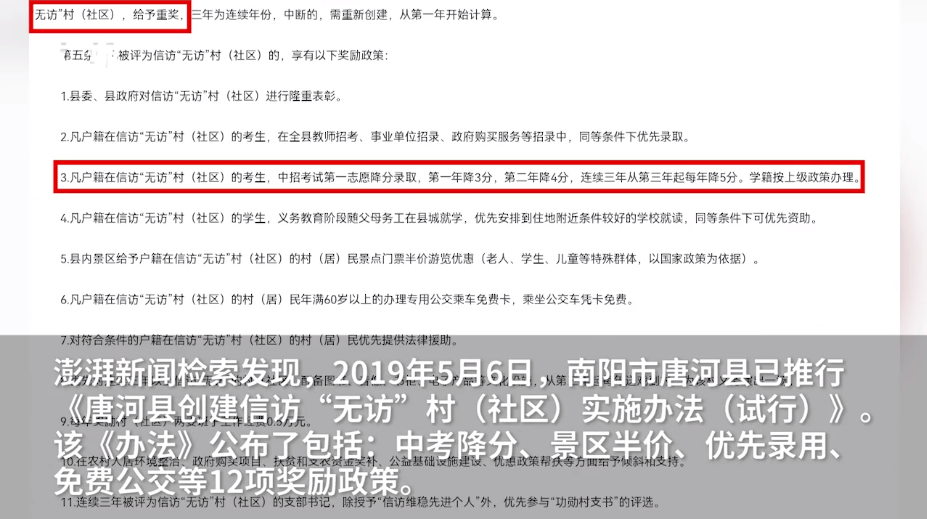 无访”村（社区），给予重奖，三年为连续年份，中断的，需重新创建，从第一年开始计算。
被评为信访“无访”村（社区）的，享有以下奖励政策：
1.县委、县政府对信访“无访”村（社区）进行隆重表彰。
2.凡户籍在信访“无访”村（社区）的考生，在全县教师招考、事业单位招录、政府购买服务等招录中，同等条件下优先录取。
3.凡户籍在信访“无访”村（社区）的考生，中招考试第一志愿降分录取，第一年降3分，第二年降4分，连续三年从第三年起每年降5分。学籍按上级政策办理。
4.凡户籍在信访“无访”村（社区）的学生，义务教育阶段随父母务工在县城就学，优先安排到住地附近条件较好的学校就读，同等条件下可优先资助。
5.县内景区给予户籍在信访“无访”村（社区）的村（居）民景点门票半价游览优惠（老人、学生、儿童等特殊群体，以国家政策为依据）。
6.凡户籍在信访“无访”村（社区）的村（居）民年满60岁以上的办理专用公交乘车免费卡，乘坐公交车凭卡免费。
7.对符合条件的户籍在信访“无访”村（社区）的村（居）民优先提供法律援助。
澎湃新闻检索发现，2019年5月6日，南阳市唐河县已推行
《唐河县创建信访“无访”村（社区）实施办法（试行）》。
该《办法》公布了包括：中考降分、景区半价、优先录用、
10.在农村人居环境整治、政府购买项目、扶贫和支农资金奖补、公益基础设施建设、优惠政策帮扶等方面给予倾斜和支持。
免费公交等12项奖励政策。
11.连续三年被评为信访“无访”村（社区）的支部书记，除授予“信访维稳先进个人”外，优先参与“功勋村支书”的评选。